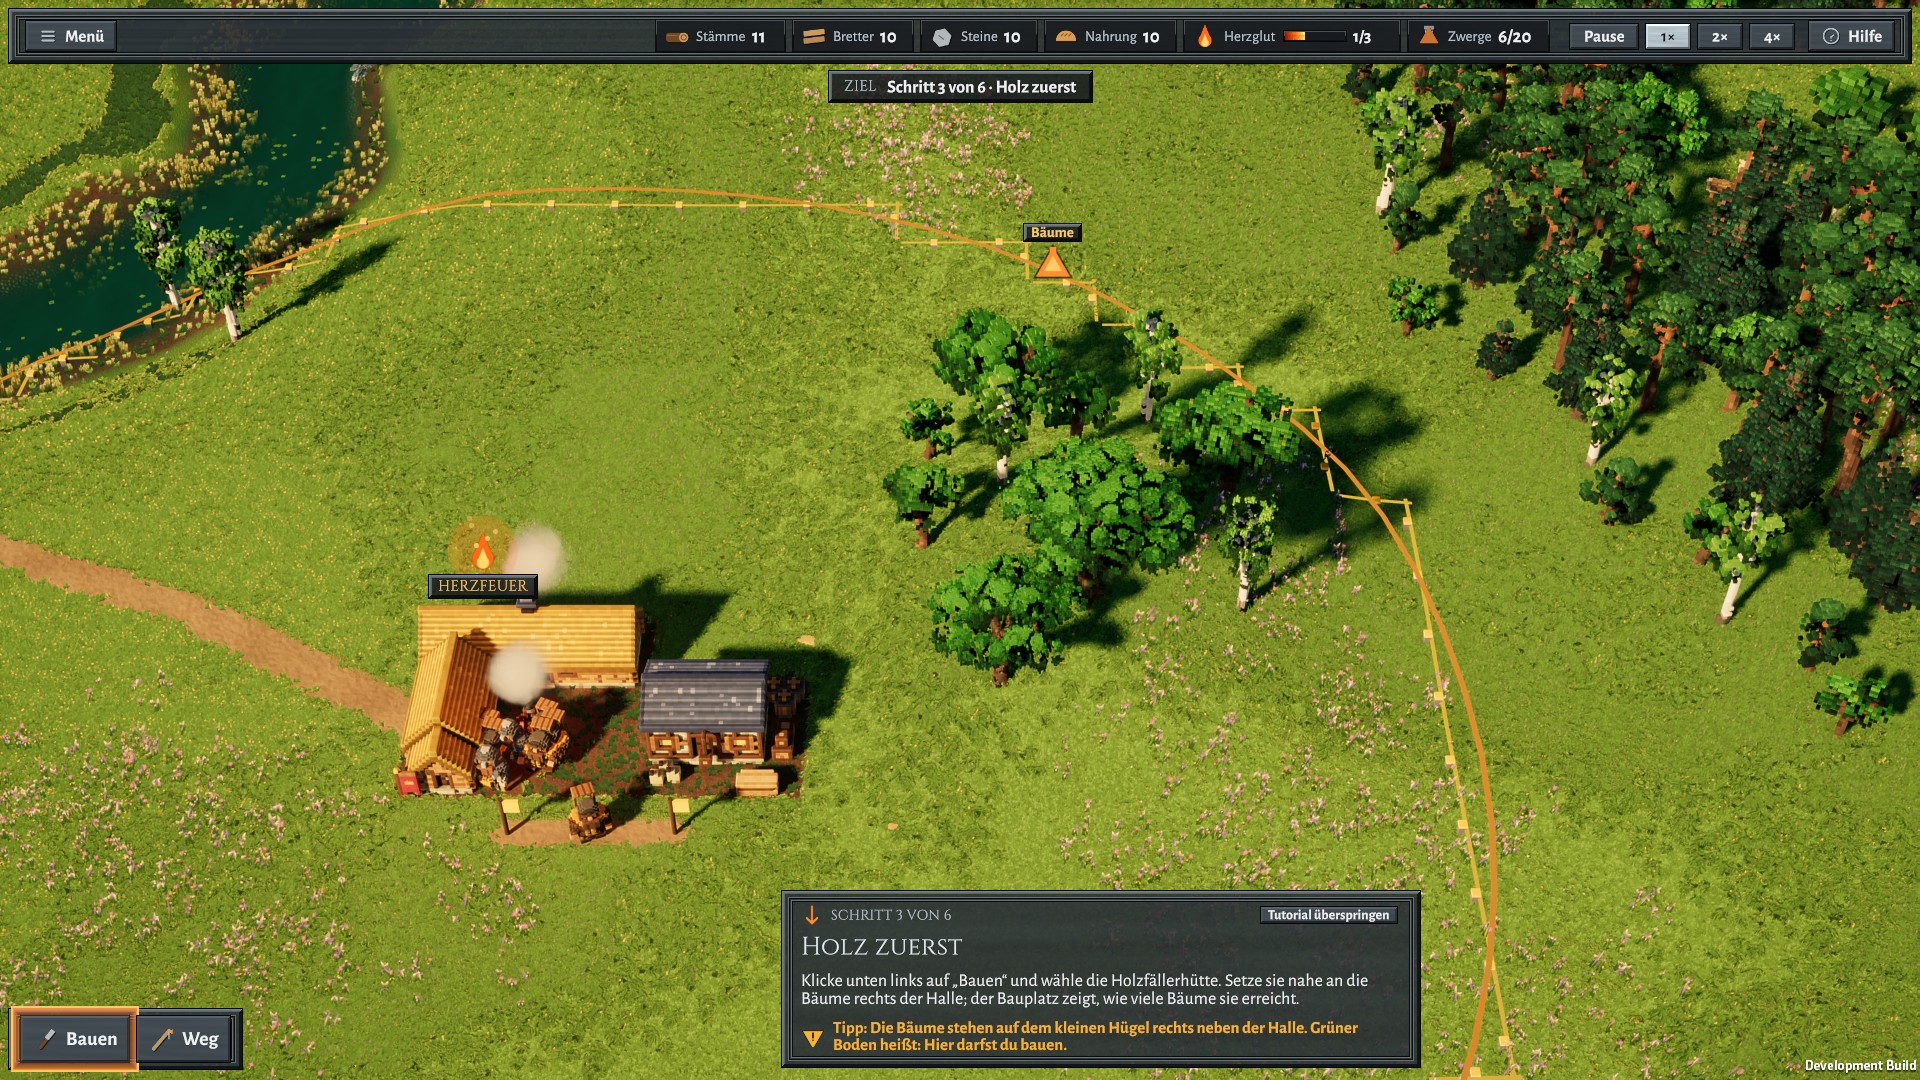 Menü
Stämme 11
Bretter 10
Steine 10
Nahrung 10
Herzglut 1/3
Zwerge 6/20
Pause
1×
2×
4×
Hilfe
ZIEL Schritt 3 von 6 · Holz zuerst
Bäume
HERZFEUER
SCHRITT 3 VON 6
Tutorial überspringen
HOLZ ZUERST
Klicke unten links auf „Bauen“ und wähle die Holzfällerhütte. Setze sie nahe an die
Bäume rechts der Halle; der Bauplatz zeigt, wie viele Bäume sie erreicht.
Tipp: Die Bäume stehen auf dem kleinen Hügel rechts neben der Halle. Grüner
Boden heißt: Hier darfst du bauen.
Bauen
Weg
Development Build